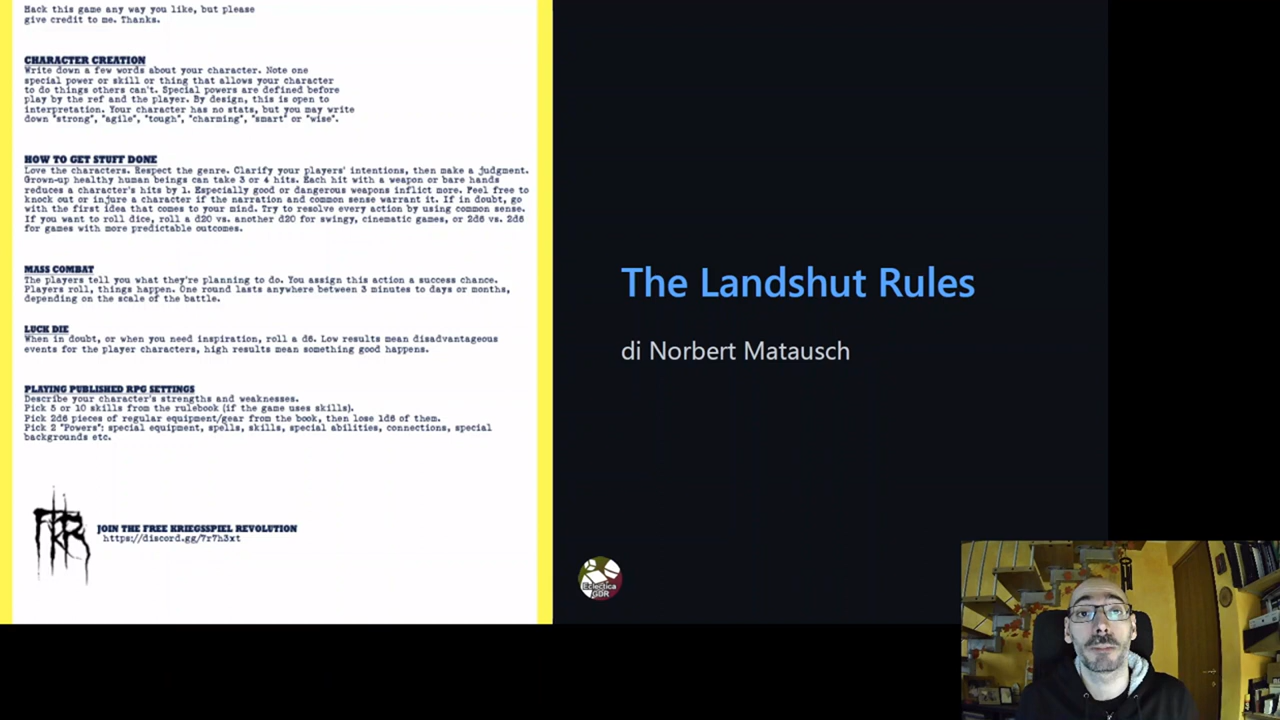 Hack this game any way you like, but please
give credit to me. Thanks.
CHARACTER CREATION
Write down a few words about your character. Note one
special power or skill or thing that allows your character
to do things others can't. Special powers are defined before
play by the ref and the player. By design, this is open to
interpretation. Your character has no stats, but you may write
down "strong", "agile", "tough", "charming", "smart" or "wise".
HOW TO GET STUFF DONE
Love the characters. Respect the genre. Clarify your players' intentions, then make a judgment.
Grown-up healthy human beings can take 3 or 4 hits. Each hit with a weapon or bare hands
reduces a character's hits by 1. Especially good or dangerous weapons inflict more. Feel free to
knock out or injure a character if the narration and common sense warrant it. If in doubt, go
with the first idea that comes to your mind. Try to resolve every action by using common sense.
If you want to roll dice, roll a d20 vs. another d20 for swingy, cinematic games, or 2d6 vs. 2d6
for games with more predictable outcomes.
MASS COMBAT
The players tell you what they're planning to do. You assign this action a success chance.
Players roll, things happen. One round lasts anywhere between 3 minutes to days or months,
depending on the scale of the battle.
LUCK DIE
When in doubt, or when you need inspiration, roll a d6. Low results mean disadvantageous
events for the player characters, high results mean something good happens.
PLAYING PUBLISHED RPG SETTINGS
Describe your character's strengths and weaknesses.
Pick 5 or 10 skills from the rulebook (if the game uses skills).
Pick 2d6 pieces of regular equipment/gear from the book, then lose 1d6 of them.
Pick 2 "Powers": special equipment, spells, skills, special abilities, connections, special
backgrounds etc.
FKR
JOIN THE FREE KRIEGSSPIEL REVOLUTION
https://discord.gg/7r7h3xt
The Landshut Rules
di Norbert Matausch
Eclectica
GDR